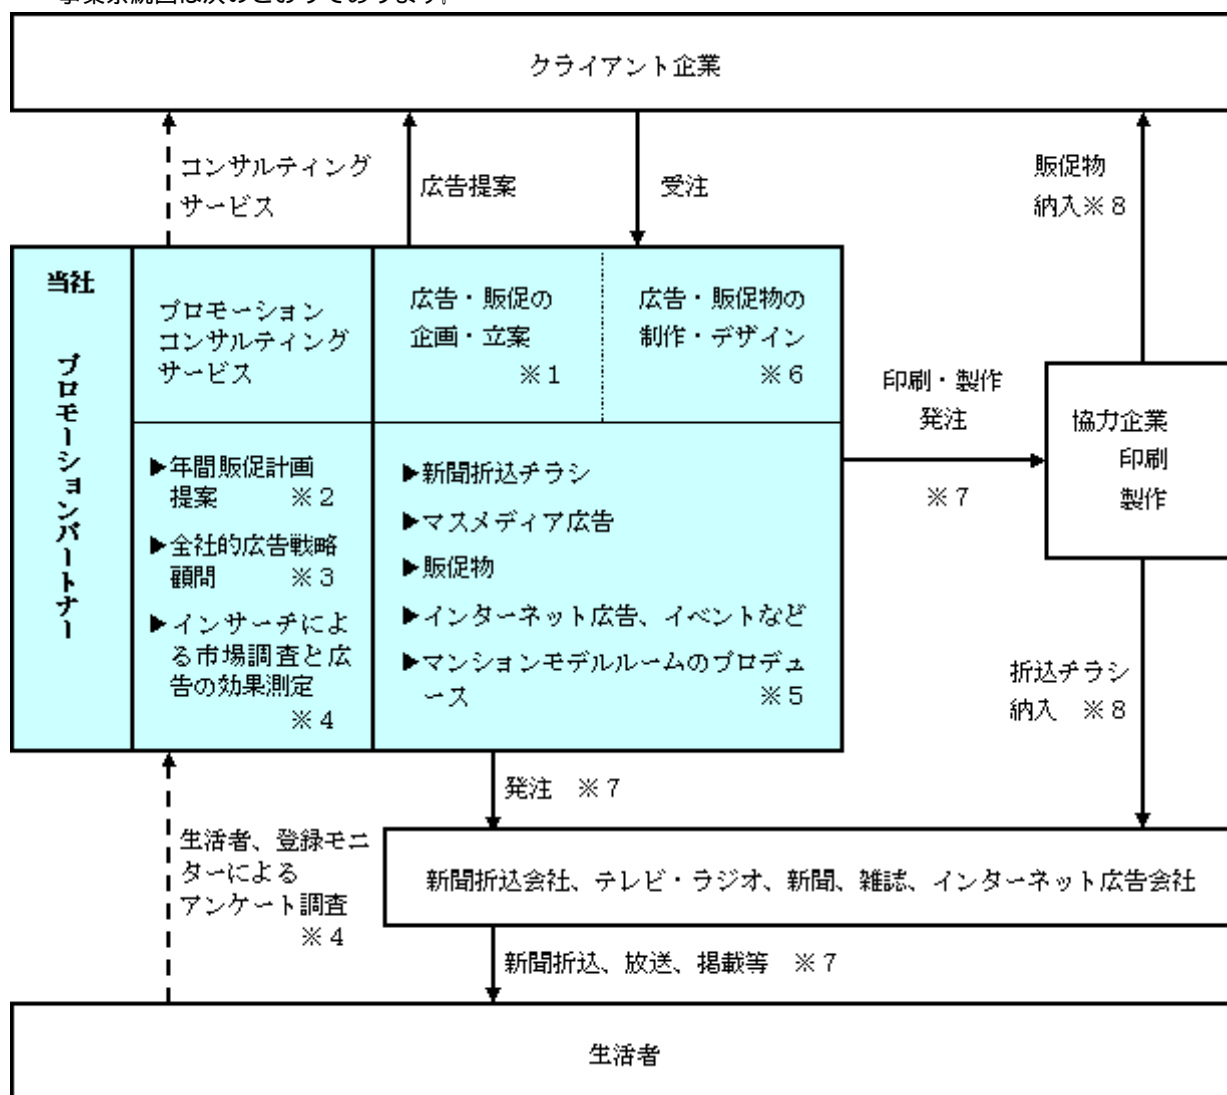 事業系統図は次のとおりであります。
クライアント企業
コンサルティング
サービス
広告提案
受注
販促物
納入※８
当社
プロモーションパートナー
プロモーション
コンサルティング
サービス
広告・販促の
企画・立案
※１
広告・販促物の
制作・デザイン
※６
印刷・製作
発注
※７
協力企業
印刷
製作
▶年間販促計画
提案 ※２
▶全社的広告戦略
顧問 ※３
▶インサーチによ
る市場調査と広
告の効果測定
※４
▶新聞折込チラシ
▶マスメディア広告
▶販促物
▶インターネット広告、イベントなど
▶マンションモデルルームのプロデュ
ース ※５
折込チラシ
納入 ※８
発注 ※７
生活者、登録モニ
ターによる
アンケート調査
※４
新聞折込会社、テレビ・ラジオ、新聞、雑誌、インターネット広告会社
新聞折込、放送、掲載等 ※７
生活者